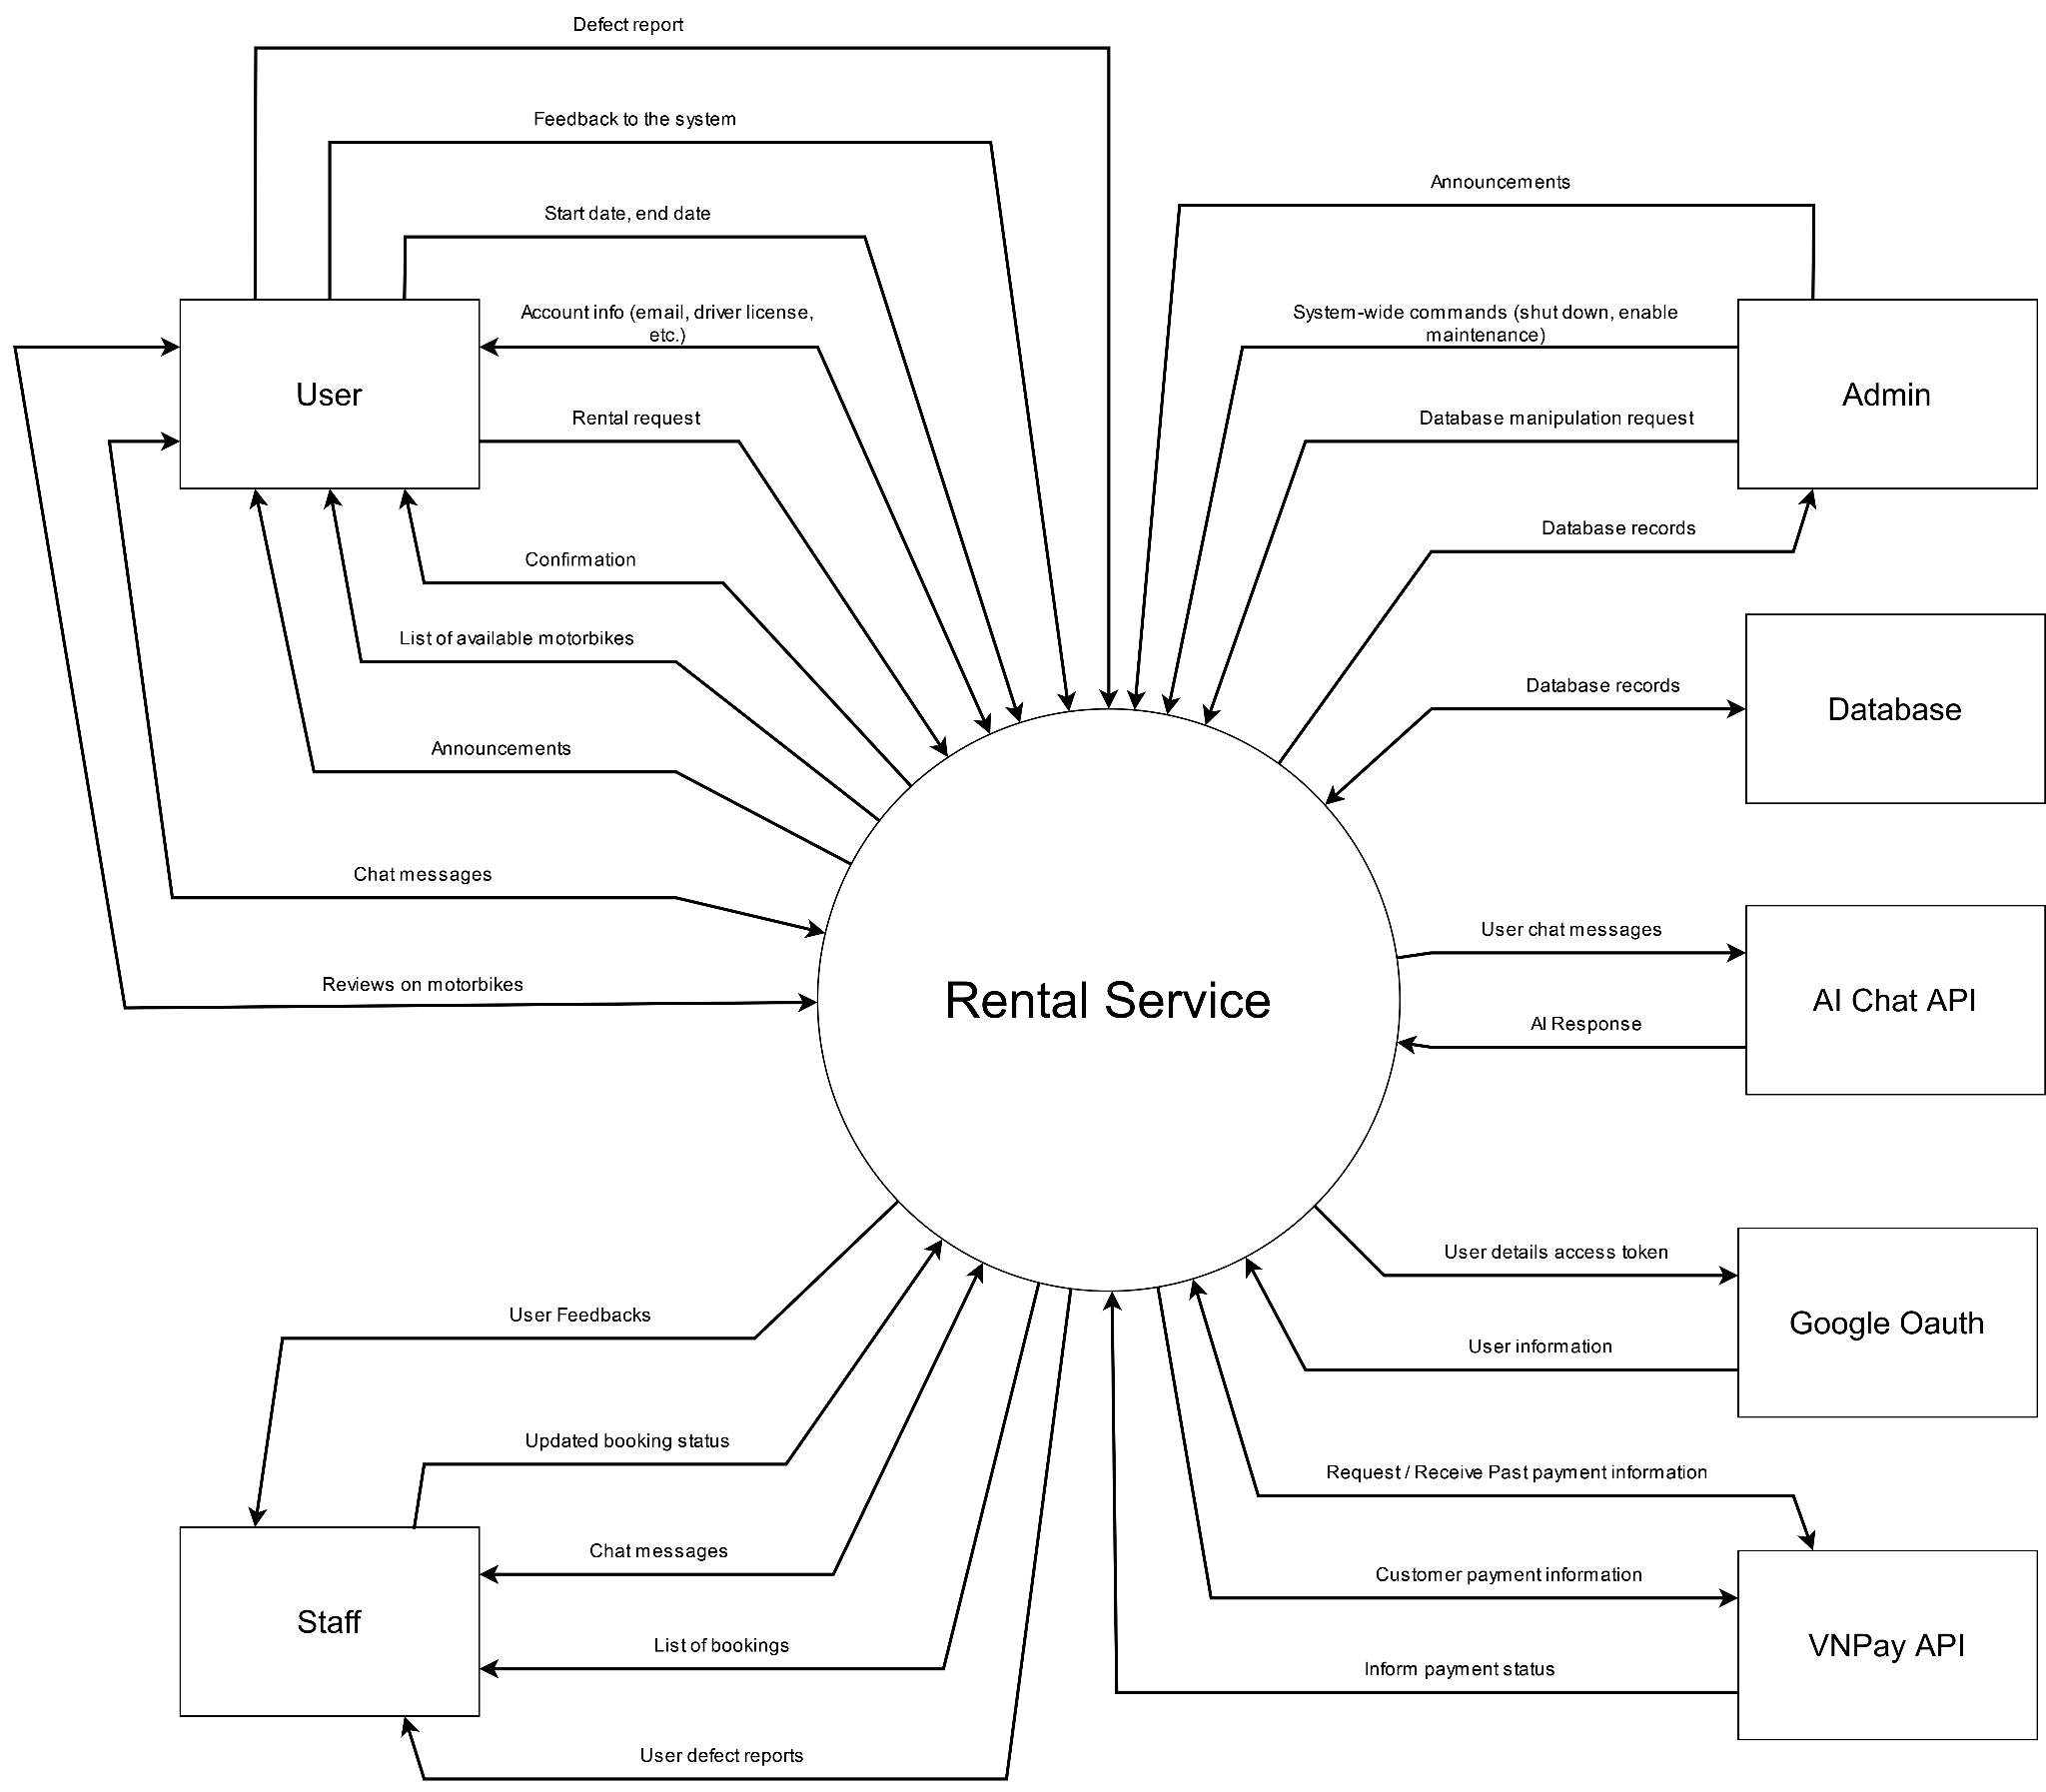 Defect report
Feedback to the system
Announcements
Start date, end date
Account info (email, driver license,
etc.)
System-wide commands (shut down, enable
maintenance)
User
Admin
Rental request
Database manipulation request
Database records
Confirmation
List of available motorbikes
Database records
Database
Announcements
Chat messages
User chat messages
Reviews on motorbikes
Rental Service
AI Chat API
AI Response
User details access token
User Feedbacks
Google Oauth
User information
Updated booking status
Request / Receive Past payment information
Chat messages
Customer payment information
Staff
List of bookings
VNPay API
Inform payment status
User defect reports